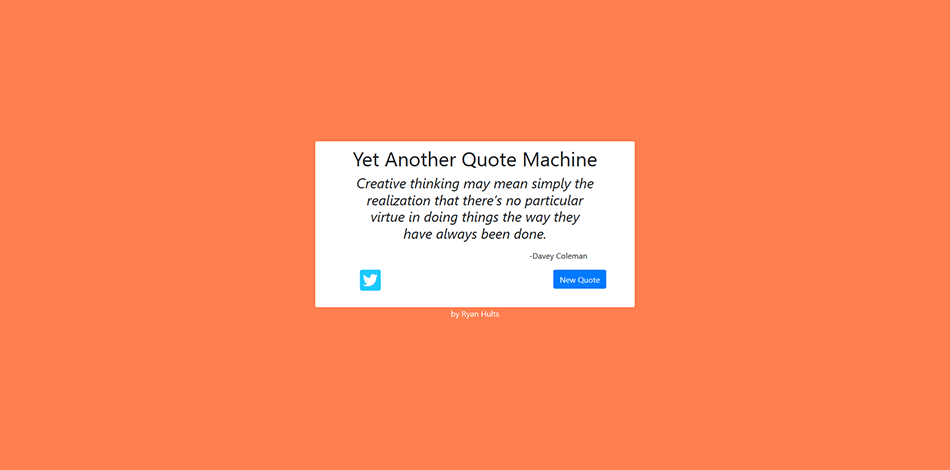 Yet Another Quote Machine
Creative thinking may mean simply the
realization that there's no particular
virtue in doing things the way they
have always been done.
-Davey Coleman
New Quote
by Ryan Hults